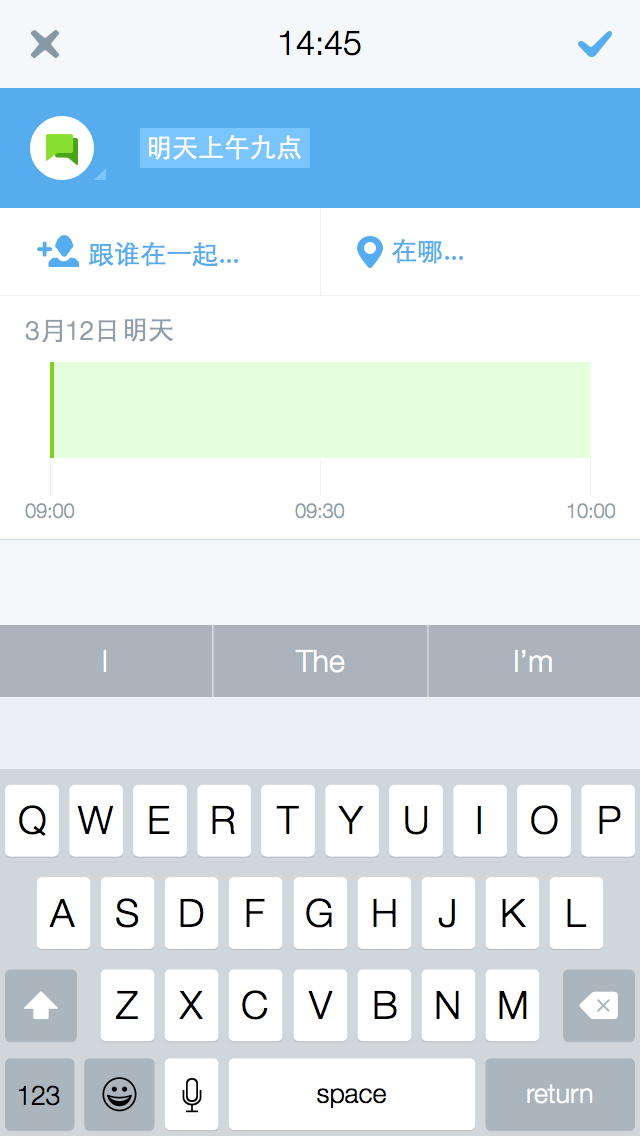 14:45
明天上午九点
跟谁在一起...
在哪...
3月12日 明天
09:00 09:30 10:00
I The I’m
Q W E R T Y U I O P
A S D F G H J K L
Z X C V B N M
123 space return